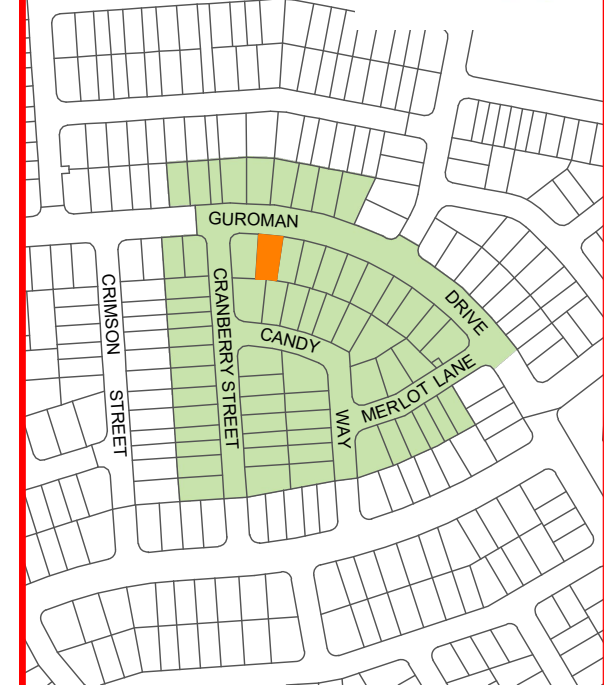 GUROMAN
DRIVE
CRIMSON
STREET
CRANBERRY STREET
CANDY
WAY
MERLOT LANE